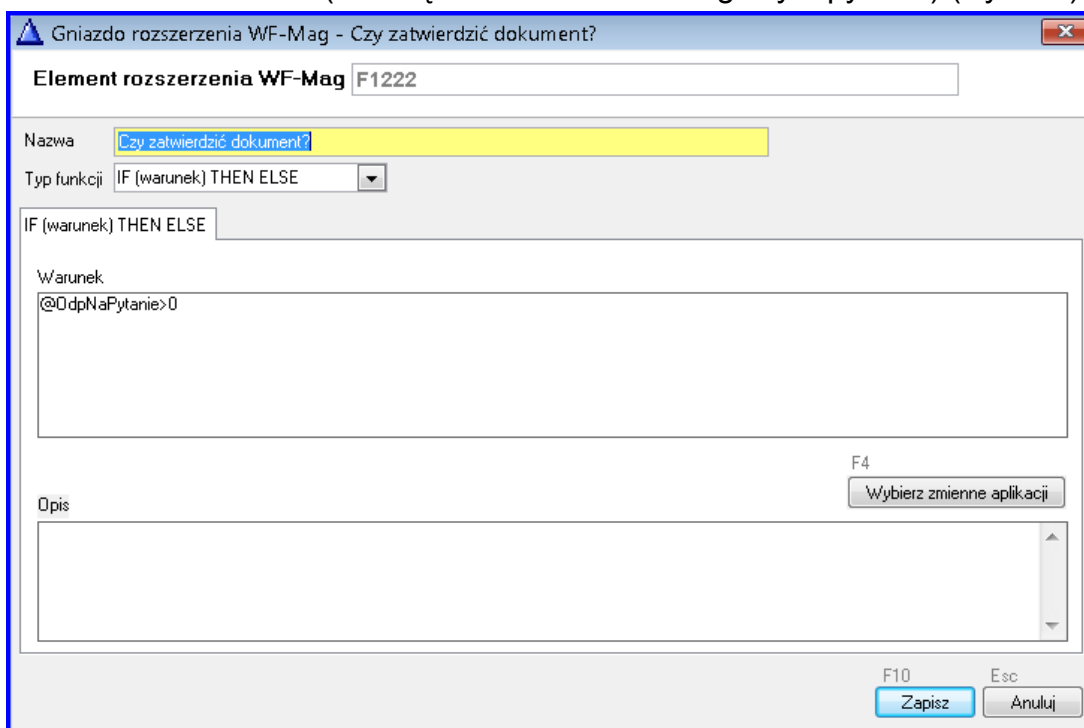 Gniazdo rozszerzenia WF-Mag - Czy zatwierdzić dokument?
Element rozszerzenia WF-Mag F1222
Nazwa Czy zatwierdzić dokument?
Typ funkcji IF (warunek) THEN ELSE
IF (warunek) THEN ELSE
Warunek
@OdpNaPytanie>0
F4
Wybierz zmienne aplikacji
Opis
F10 Esc
Zapisz Anuluj